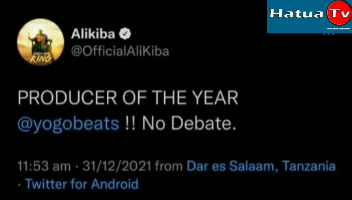 Hatua Tv
Alikiba
@OfficialAliKiba
PRODUCER OF THE YEAR
@yogobeats !! No Debate.
11:53 am · 31/12/2021 from Dar es Salaam, Tanzania
· Twitter for Android